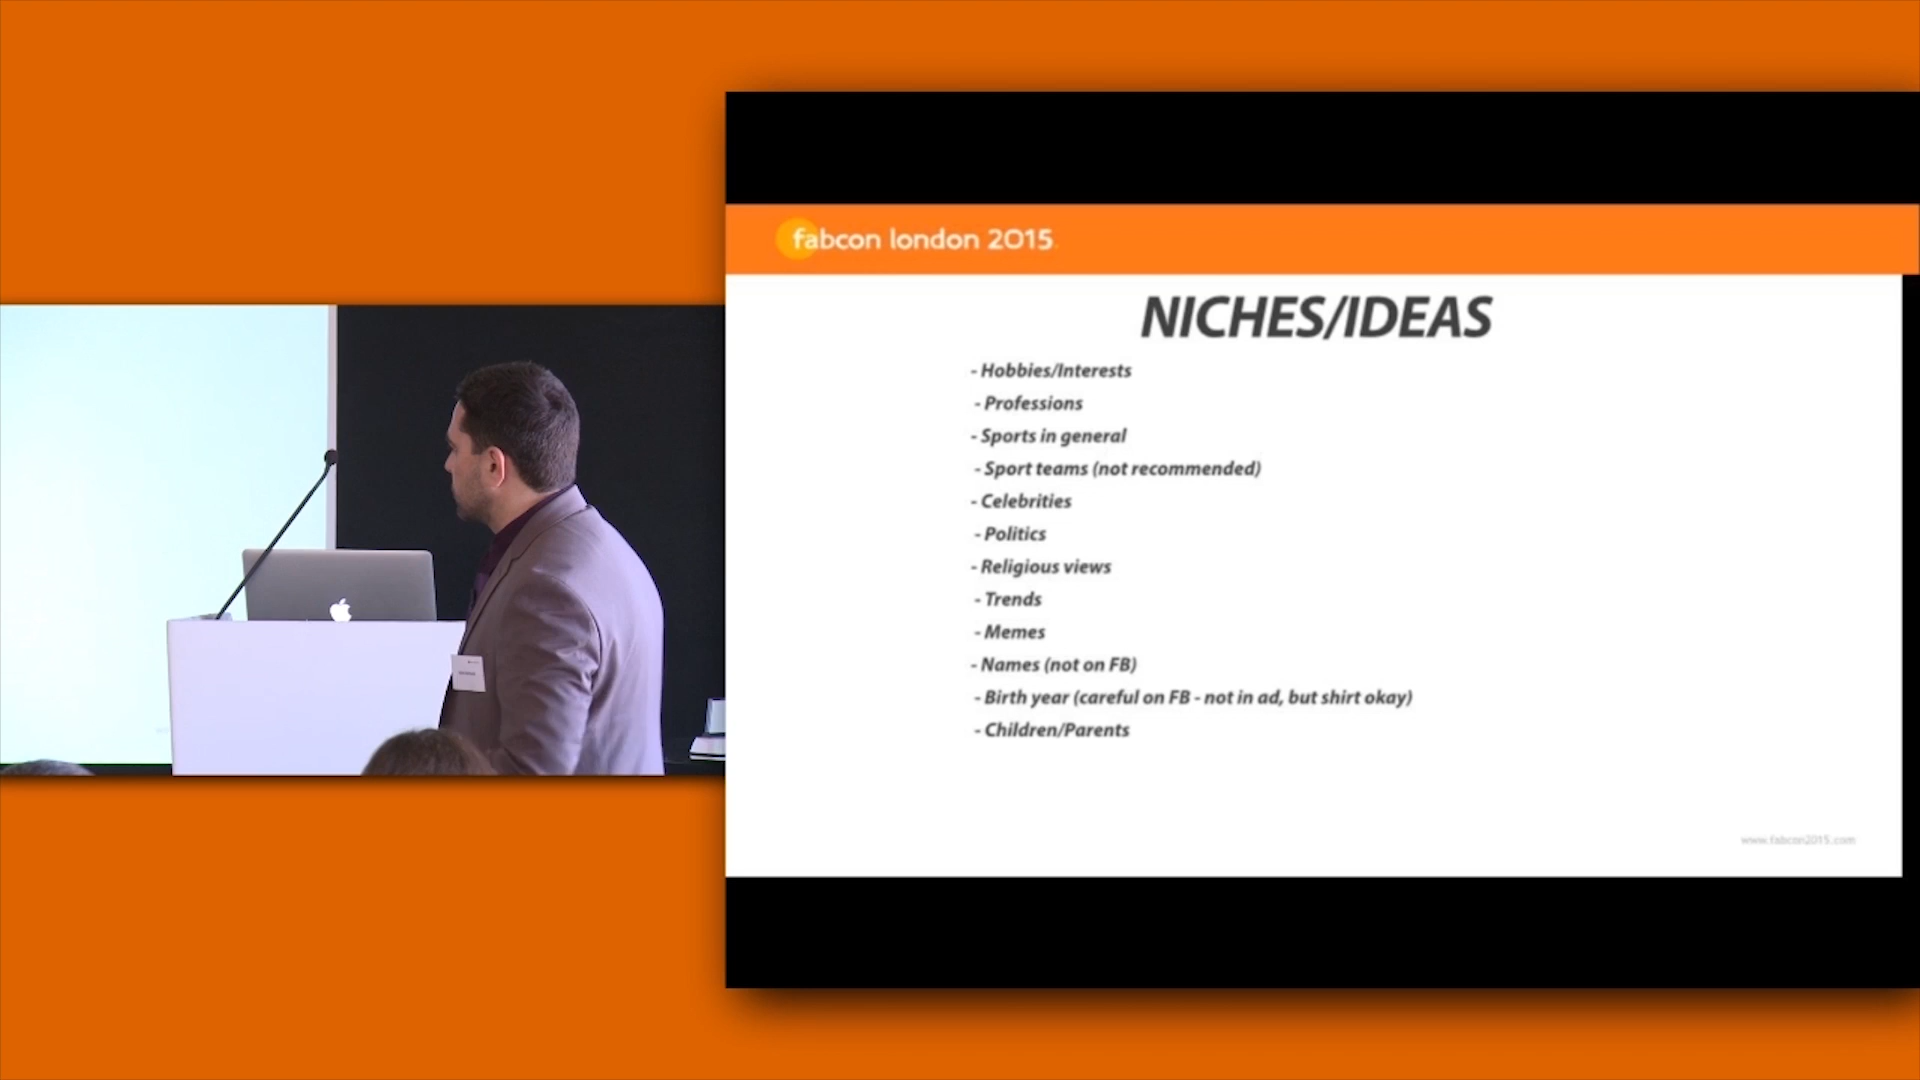 fabcon london 2015
NICHES/IDEAS
- Hobbies/Interests
- Professions
- Sports in general
- Sport teams (not recommended)
- Celebrities
- Politics
- Religious views
- Trends
- Memes
- Names (not on FB)
- Birth year (careful on FB - not in ad, but shirt okay)
- Children/Parents
www.fabcon2015.com